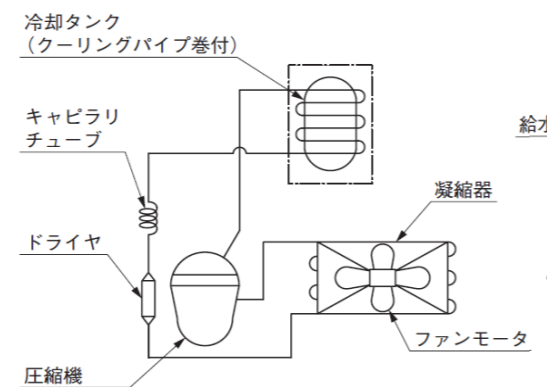 冷却タンク
(クーリングパイプ巻付)
キャピラリ
チューブ
給水
凝縮器
ドライヤ
ファンモータ
圧縮機